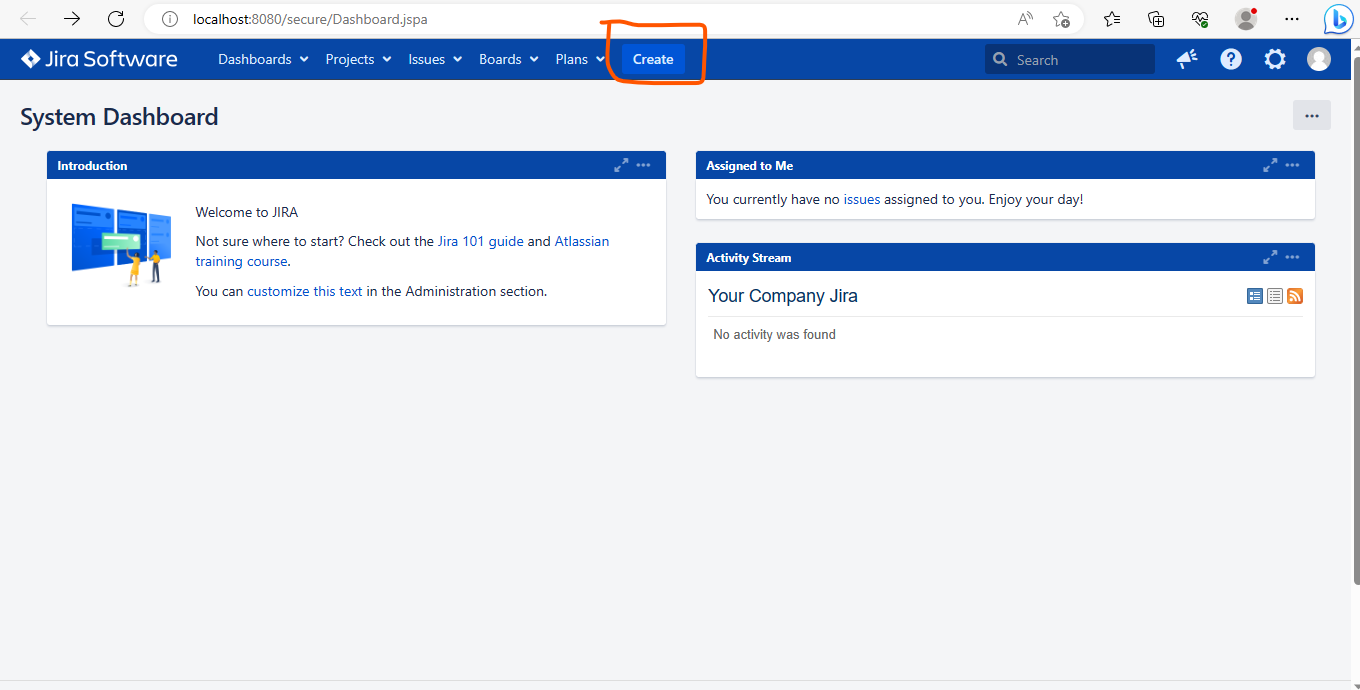 localhost:8080/secure/Dashboard.jspa
Jira Software Dashboards Projects Issues Boards Plans Create Search
System Dashboard
Introduction
Welcome to JIRA
Not sure where to start? Check out the Jira 101 guide and Atlassian
training course.
You can customize this text in the Administration section.
Assigned to Me
You currently have no issues assigned to you. Enjoy your day!
Activity Stream
Your Company Jira
No activity was found